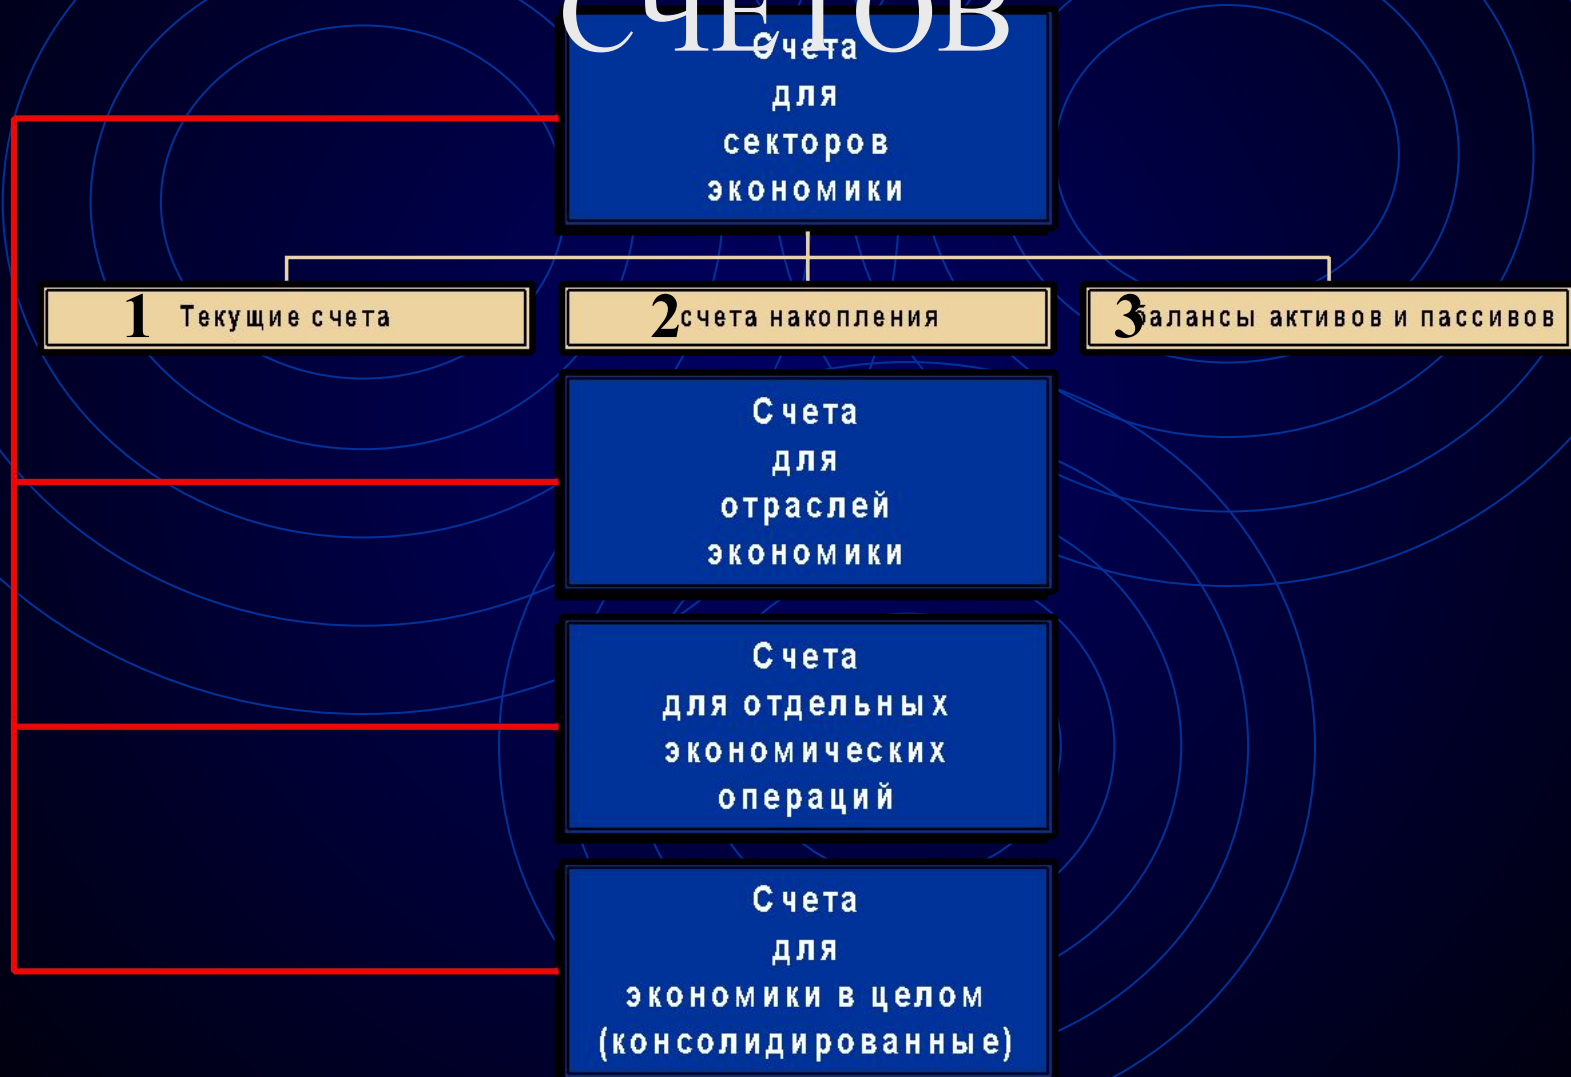 СЧЕТОВ
Счета
для
секторов
экономики
1 Текущие счета
2 счета накопления
3 балансы активов и пассивов
Счета
для
отраслей
экономики
Счета
для отдельных
экономических
операций
Счета
для
экономики в целом
(консолидированные)